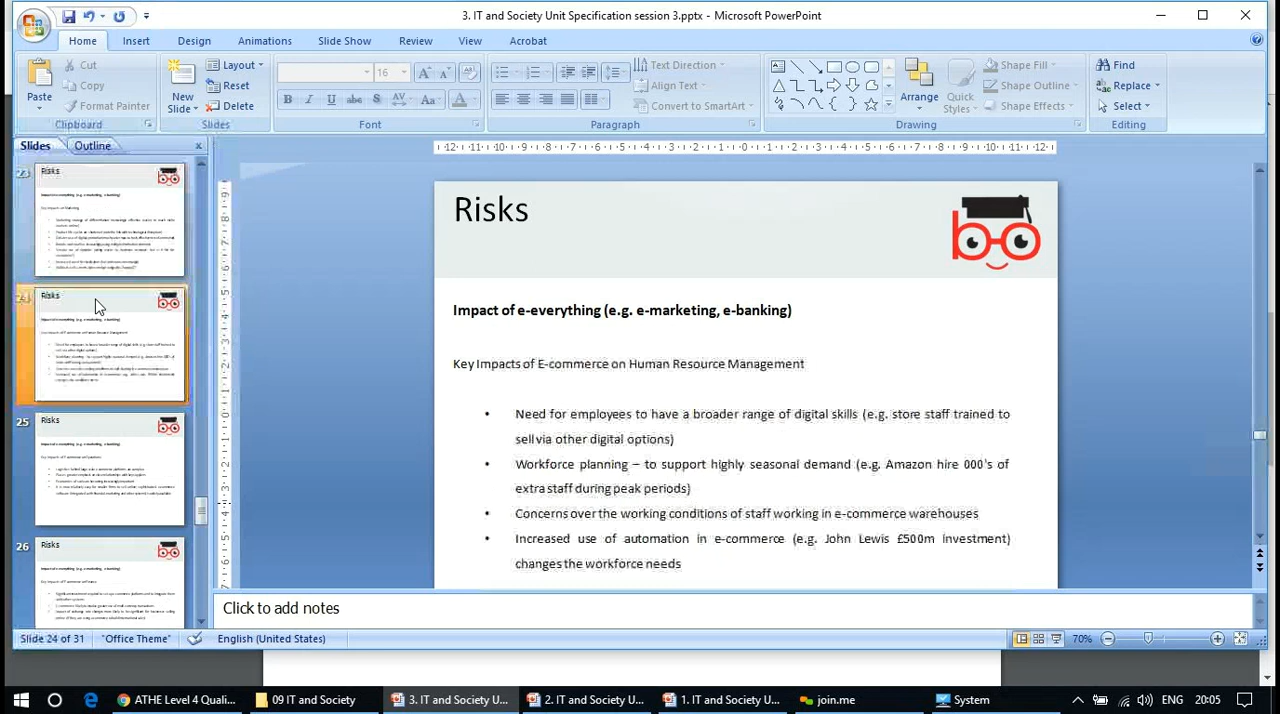 3. IT and Society Unit Specification session 3.pptx - Microsoft PowerPoint
Home Insert Design Animations Slide Show Review View Acrobat
Paste Cut Copy Format Painter
Clipboard
New Slide Layout Reset Delete
Slides
16
Font
Paragraph
Text Direction
Align Text
Convert to SmartArt
Arrange Quick Styles Shape Fill Shape Outline Shape Effects
Drawing
Find
Replace
Select
Editing
Slides Outline
23
Risks
24
Risks
25
Risks
26
Risks
Risks
Impact of e-everything (e.g. e-marketing, e-banking)
Key Impacts of E-commerce on Human Resource Management
• Need for employees to have a broader range of digital skills (e.g. store staff trained to
sell via other digital options)
• Workforce planning – to support highly seasonal demand (e.g. Amazon hire 000's of
extra staff during peak periods)
• Concerns over the working conditions of staff working in e-commerce warehouses
• Increased use of automation in e-commerce (e.g. John Lewis £500m investment)
changes the workforce needs
Click to add notes
Slide 24 of 31 "Office Theme" English (United States) 70%
ATHE Level 4 Quali... 09 IT and Society 3. IT and Society U... 2. IT and Society U... 1. IT and Society U... join.me System ENG 20:05